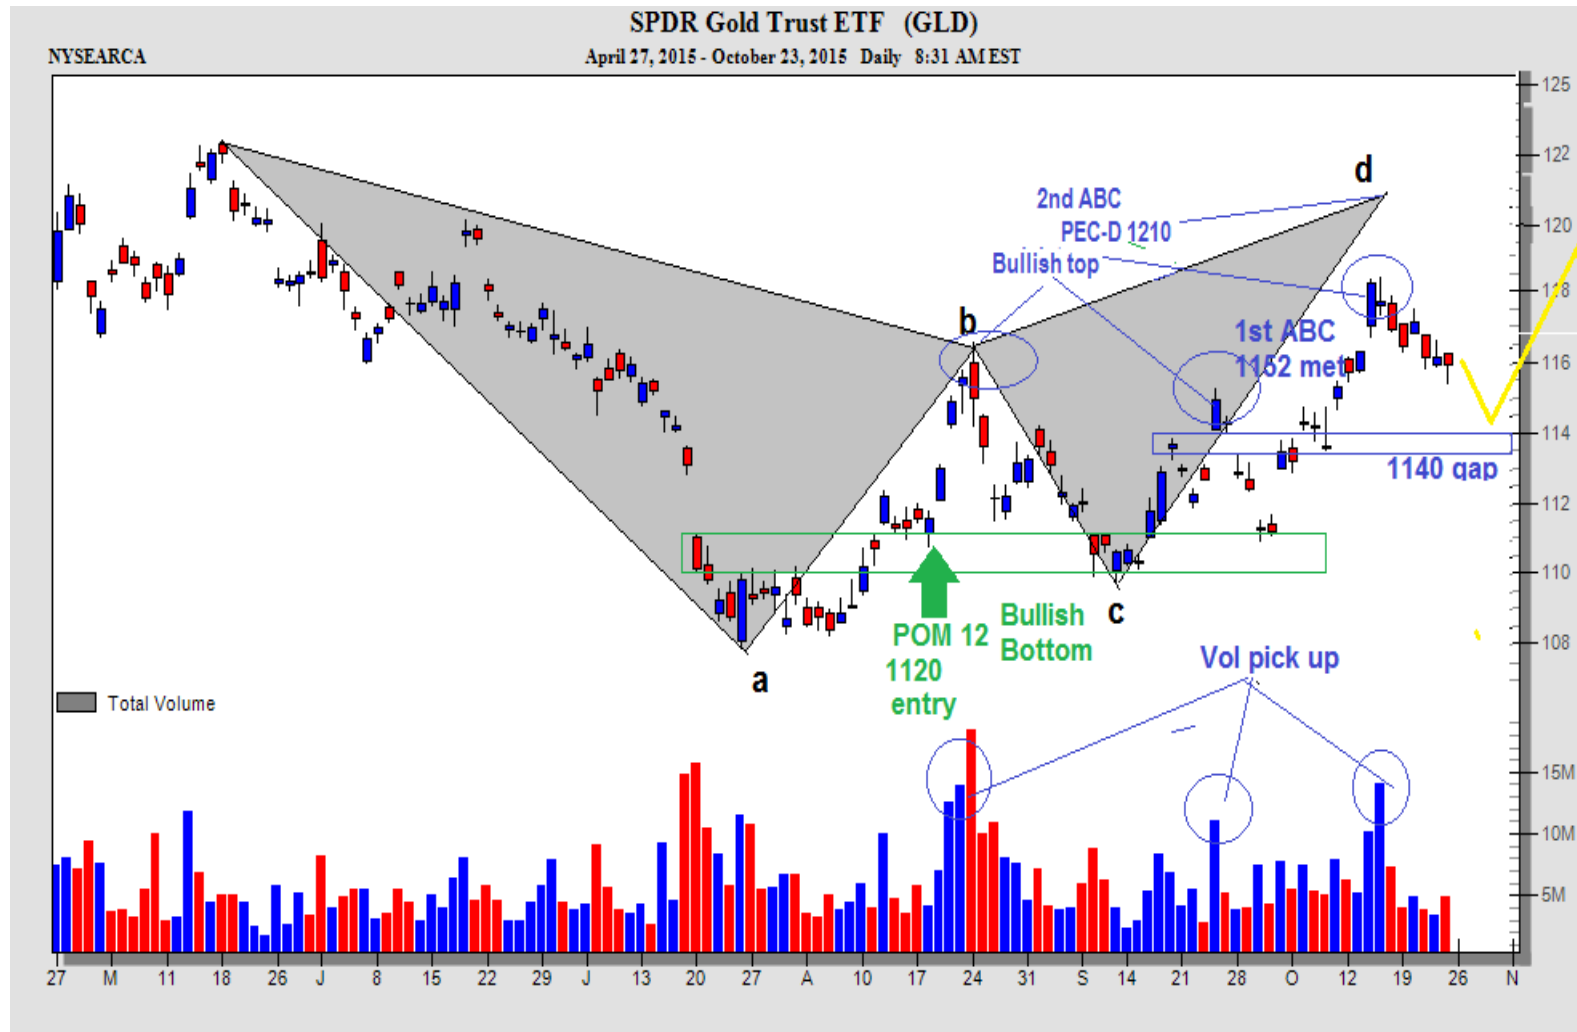 SPDR Gold Trust ETF (GLD)
NYSEARCA
April 27, 2015 - October 23, 2015 Daily 8:31 AM EST
125
122
120
118
116
114
112
110
108
d
2nd ABC
PEC-D 1210
Bullish top
b
1st ABC
1152 met
1140 gap
c
Bullish
Bottom
POM 12
1120
entry
a
Vol pick up
Total Volume
15M
10M
5M
27 M 11 18 26 J 8 15 22 29 J 13 20 27 A 10 17 24 31 S 14 21 28 O 12 19 26 N